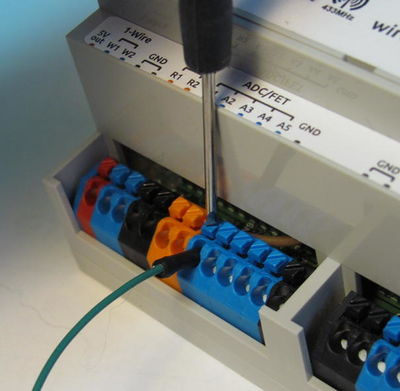 433MHz
wir
1-Wire
5V
out
W1
W2
GND
R1
R2
ADC/FET
A2
A3
A4
A5
GND
GND